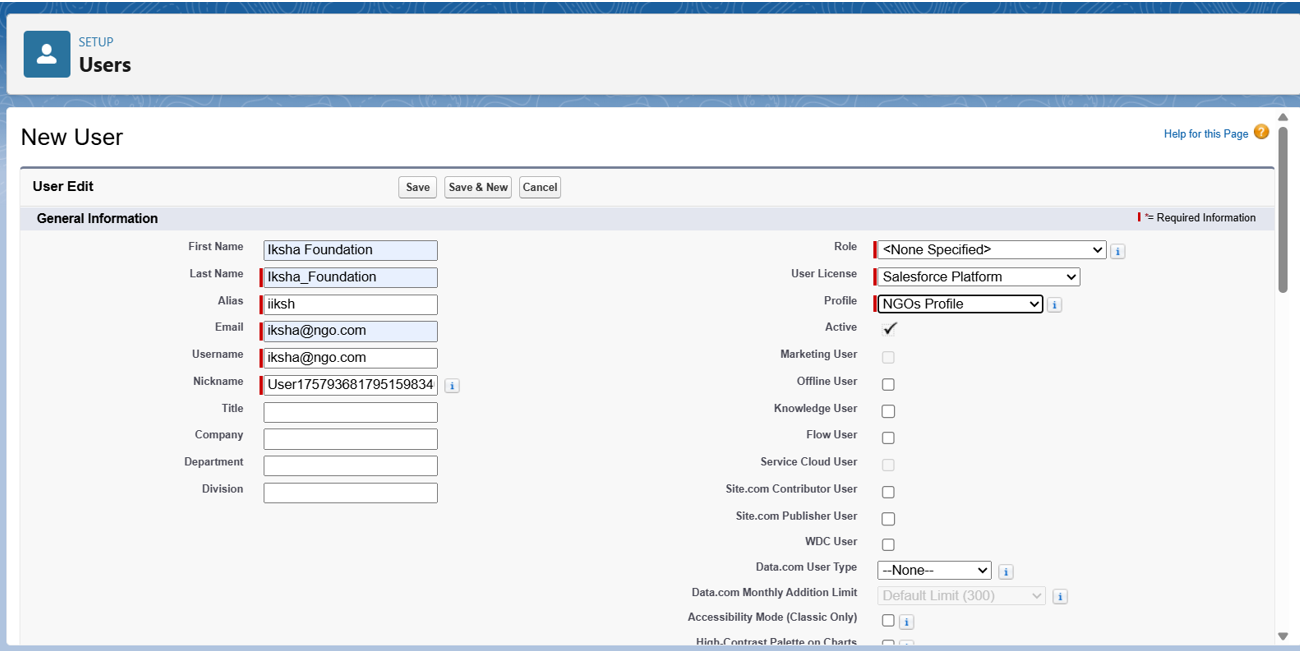 SETUP
Users
New User
Help for this Page ?
User Edit
Save
Save & New
Cancel
General Information
*= Required Information
First Name
Iksha Foundation
Last Name
Iksha_Foundation
Alias
iiksh
Email
iksha@ngo.com
Username
iksha@ngo.com
Nickname
User175793681795159834
i
Title
Company
Department
Division
Role
<None Specified>
i
User License
Salesforce Platform
Profile
NGOs Profile
i
Active
Marketing User
Offline User
Knowledge User
Flow User
Service Cloud User
Site.com Contributor User
Site.com Publisher User
WDC User
Data.com User Type
--None--
i
Data.com Monthly Addition Limit
Default Limit (300)
i
Accessibility Mode (Classic Only)
i
High-Contrast Palette on Charts